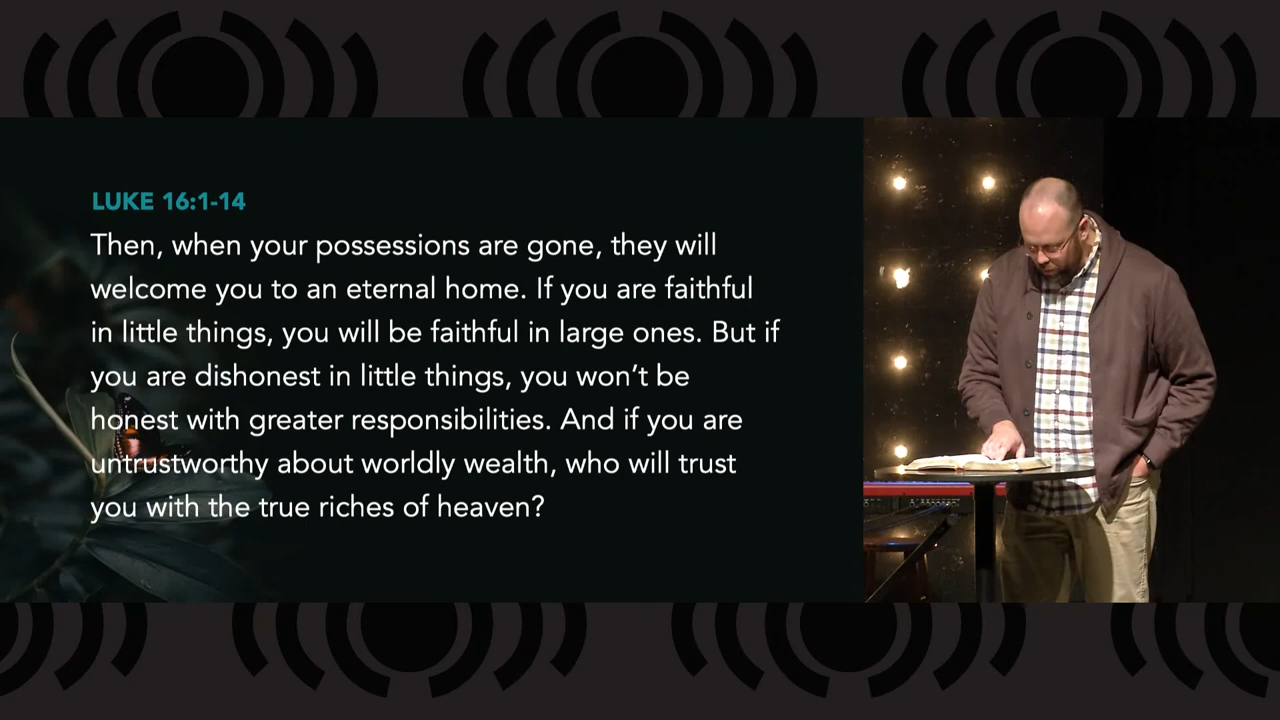 LUKE 16:1-14
Then, when your possessions are gone, they will
welcome you to an eternal home. If you are faithful
in little things, you will be faithful in large ones. But if
you are dishonest in little things, you won’t be
honest with greater responsibilities. And if you are
untrustworthy about worldly wealth, who will trust
you with the true riches of heaven?